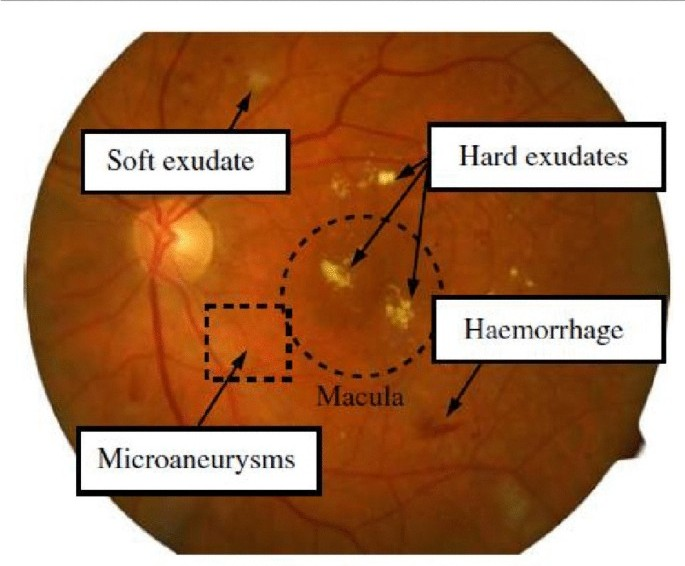 Soft exudate
Hard exudates
Haemorrhage
Macula
Microaneurysms